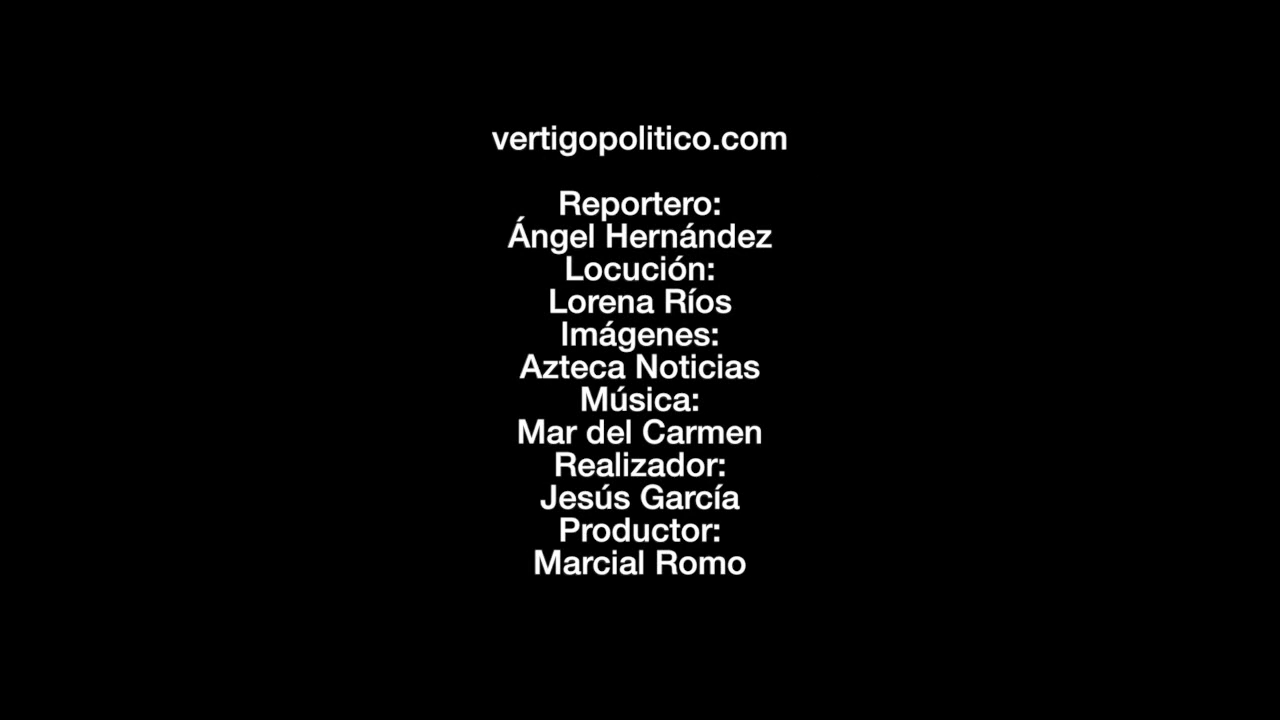 vertigopolitico.com
Reportero:
Ángel Hernández
Locución:
Lorena Ríos
Imágenes:
Azteca Noticias
Música:
Mar del Carmen
Realizador:
Jesús García
Productor:
Marcial Romo